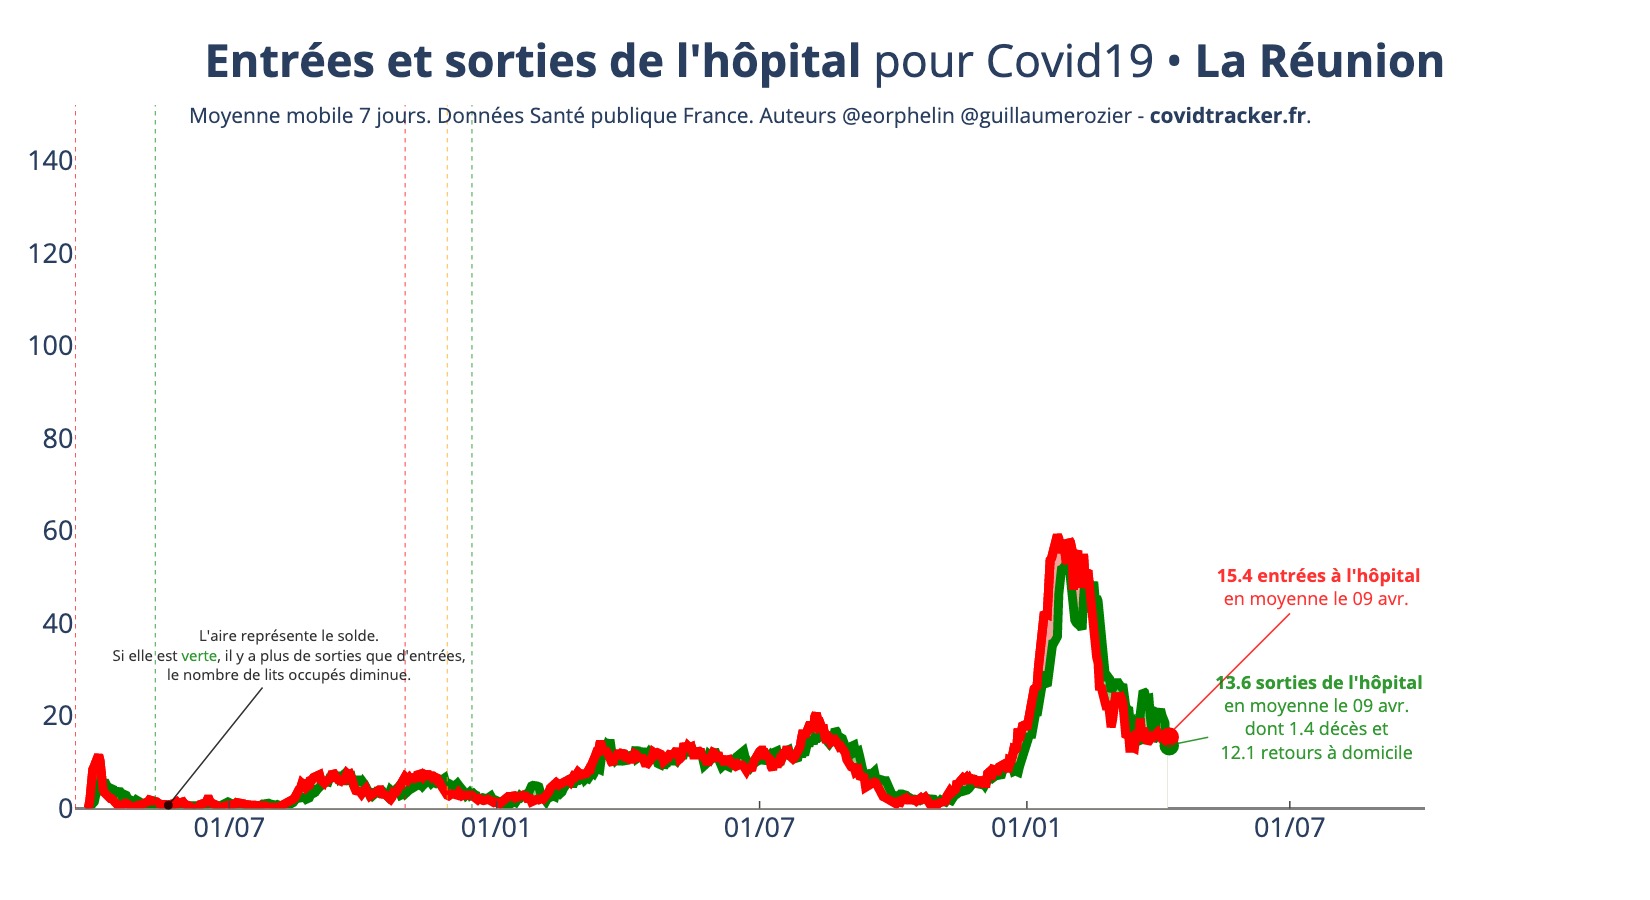 Entrées et sorties de l'hôpital pour Covid19 • La Réunion
Moyenne mobile 7 jours. Données Santé publique France. Auteurs @eorphelin @guillaumerozier - covidtracker.fr.
140
120
100
80
60
40
20
0
L'aire représente le solde.
Si elle est verte, il y a plus de sorties que d'entrées,
le nombre de lits occupés diminue.
15.4 entrées à l'hôpital
en moyenne le 09 avr.
13.6 sorties de l'hôpital
en moyenne le 09 avr.
dont 1.4 décès et
12.1 retours à domicile
01/07
01/01
01/07
01/01
01/07